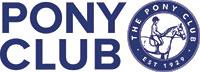 PONY
CLUB
THE PONY CLUB
EST 1929